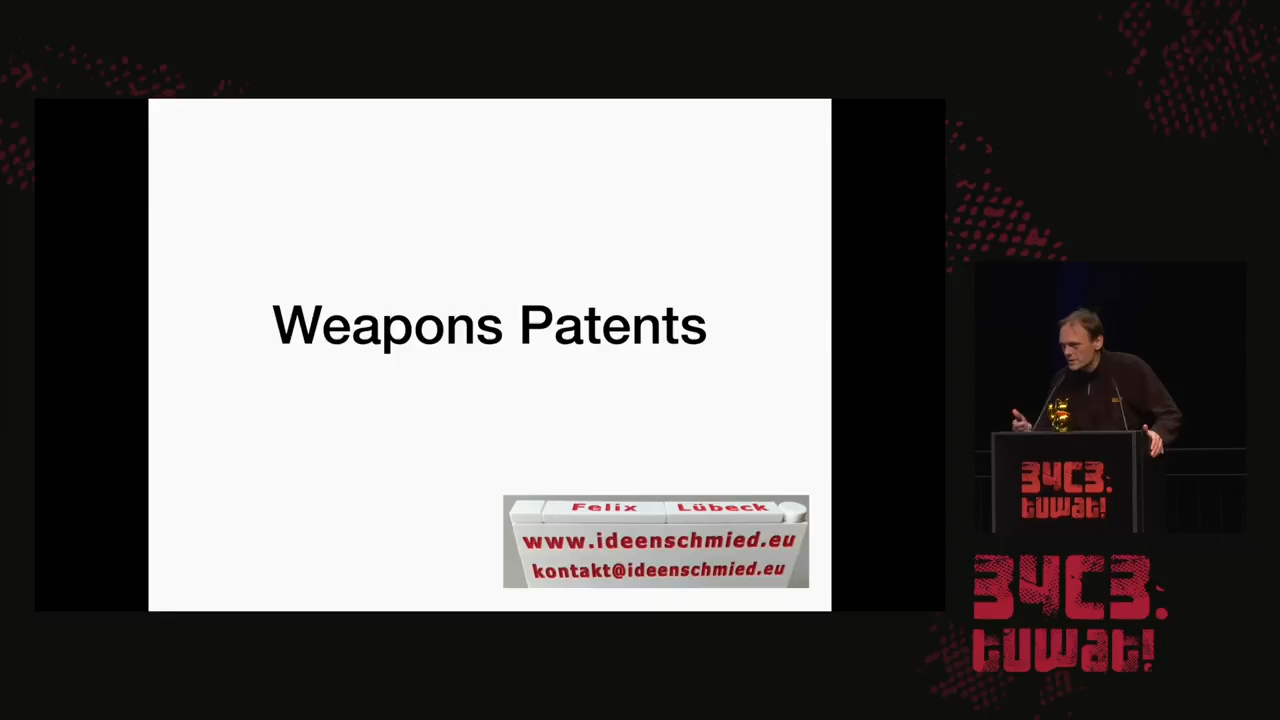 Weapons Patents
Felix Lübeck
www.ideenschmied.eu
kontakt@ideenschmied.eu
34C3.
tuwat!
34C3.
tuwat!